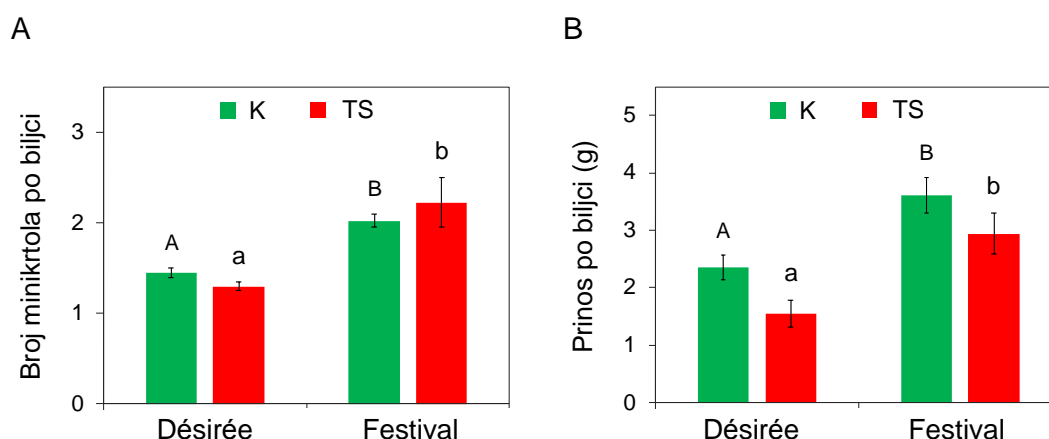 A
Broj minikrtola po biljci
K TS
3
2
1
0
A
a
B
b
Désirée Festival
B
Prinos po biljci (g)
K TS
5
4
3
2
1
0
A
a
B
b
Désirée Festival